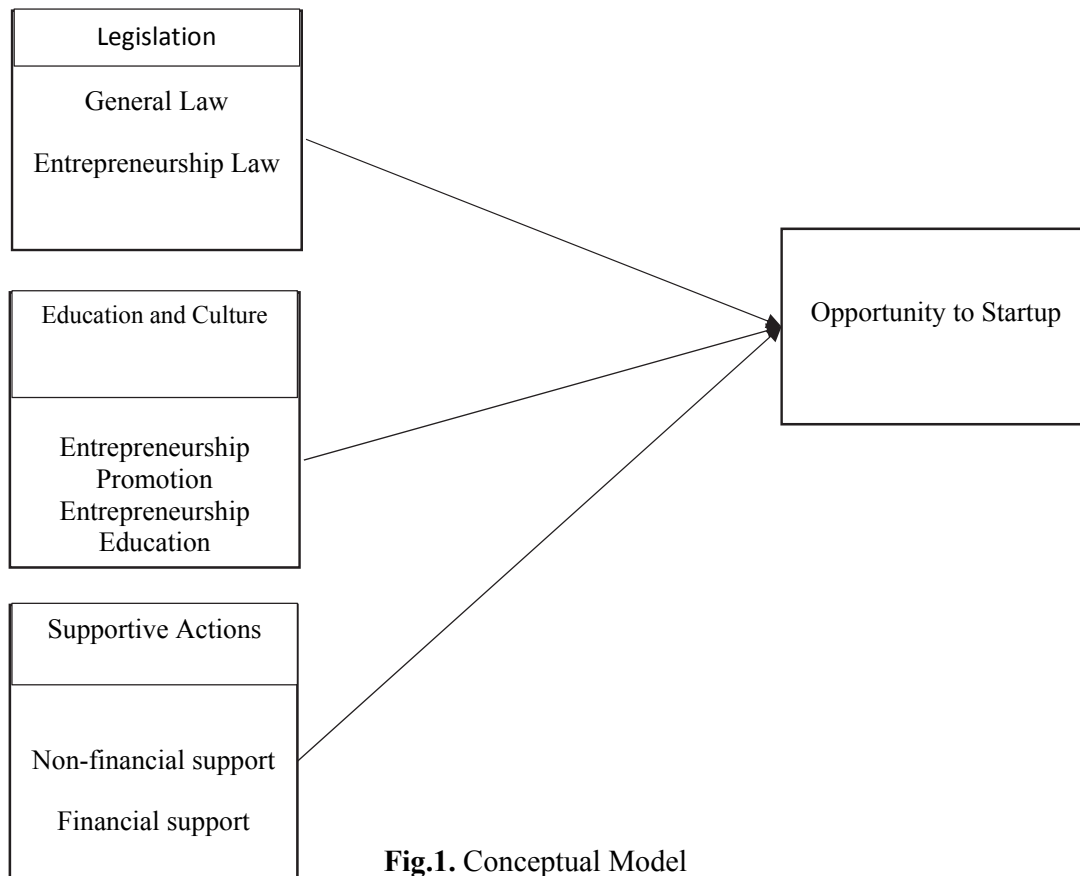 Legislation
General Law
Entrepreneurship Law
Education and Culture
Entrepreneurship
Promotion
Entrepreneurship
Education
Supportive Actions
Non-financial support
Financial support
Opportunity to Startup
Fig.1. Conceptual Model